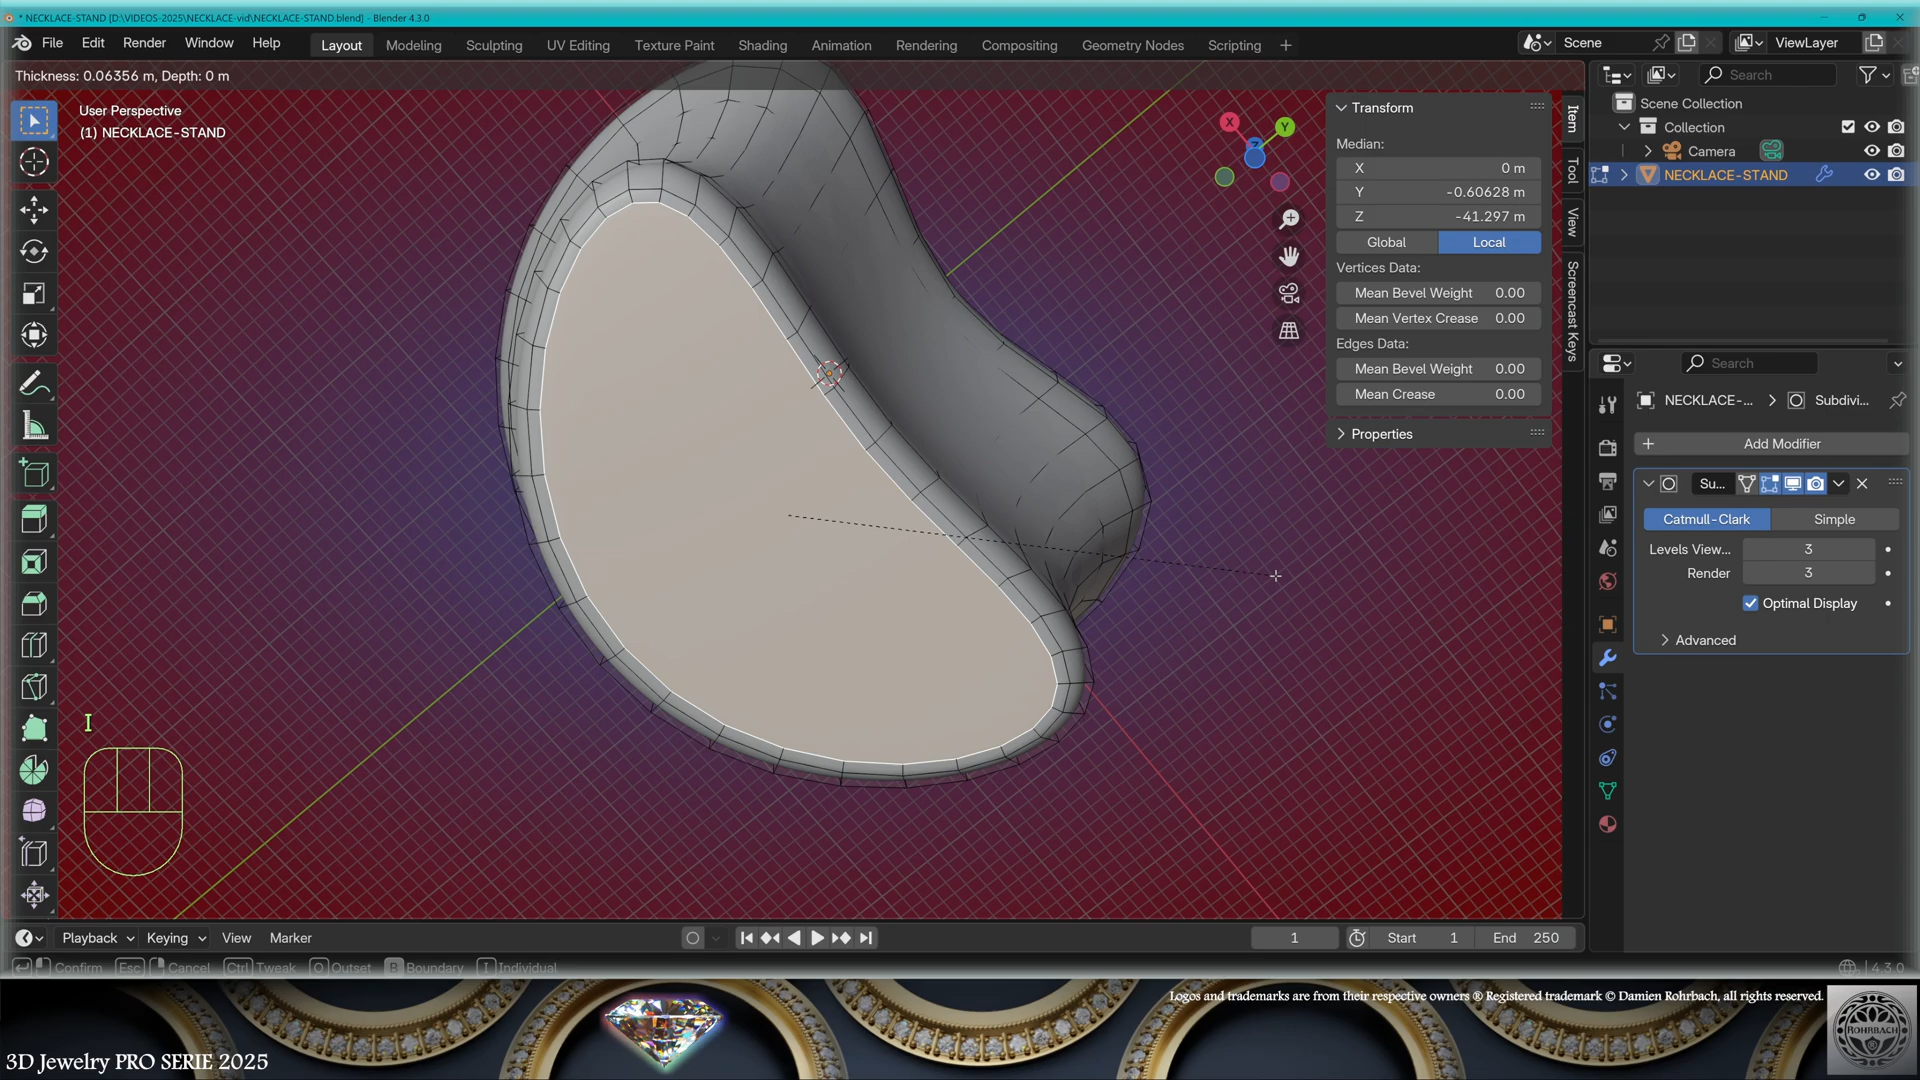 * NECKLACE-STAND [D:\VIDEOS-2025\NECKLACE-vid\NECKLACE-STAND.blend] - Blender 4.3.0
File Edit Render Window Help
Layout Modeling Sculpting UV Editing Texture Paint Shading Animation Rendering Compositing Geometry Nodes Scripting +
Scene
ViewLayer
Thickness: 0.06356 m, Depth: 0 m
User Perspective
(1) NECKLACE-STAND
X
Y
Z
Transform
Median:
X 0 m
Y -0.60628 m
Z -41.297 m
Global Local
Vertices Data:
Mean Bevel Weight 0.00
Mean Vertex Crease 0.00
Edges Data:
Mean Bevel Weight 0.00
Mean Crease 0.00
Properties
Item
Tool
View
Screencast Keys
Search
Scene Collection
Collection
Camera
NECKLACE-STAND
Search
NECKLACE-... Subdivi...
Add Modifier
Su...
Catmull-Clark Simple
Levels View... 3
Render 3
Optimal Display
Advanced
I
Playback Keying View Marker
1
Start 1
End 250
Confirm Esc Cancel Ctrl Tweak O Outset B Boundary I Individual
4.3.0
Logos and trademarks are from their respective owners ® Registered trademark © Damien Rohrbach, all rights reserved.
3D Jewelry PRO SERIE 2025
ROHRBACH